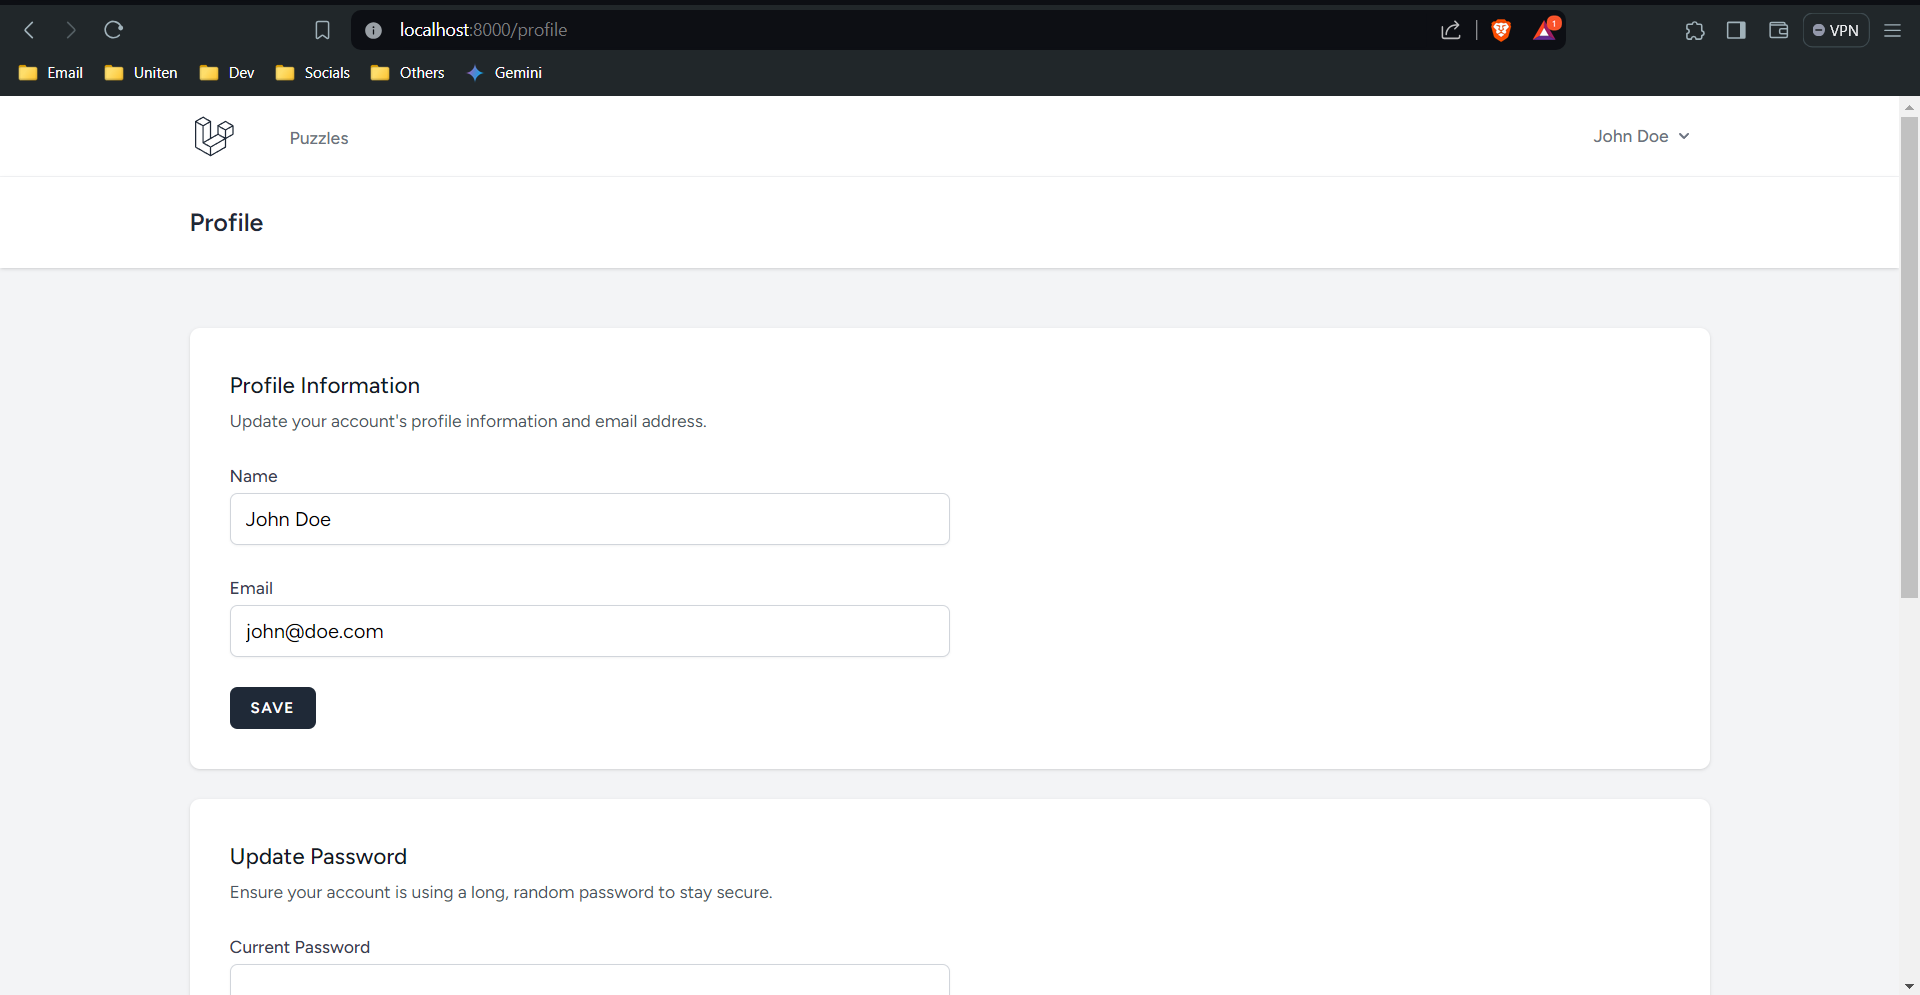 localhost:8000/profile
1
VPN
Email Uniten Dev Socials Others Gemini
Puzzles
John Doe
Profile
Profile Information
Update your account's profile information and email address.
Name
John Doe
Email
john@doe.com
SAVE
Update Password
Ensure your account is using a long, random password to stay secure.
Current Password